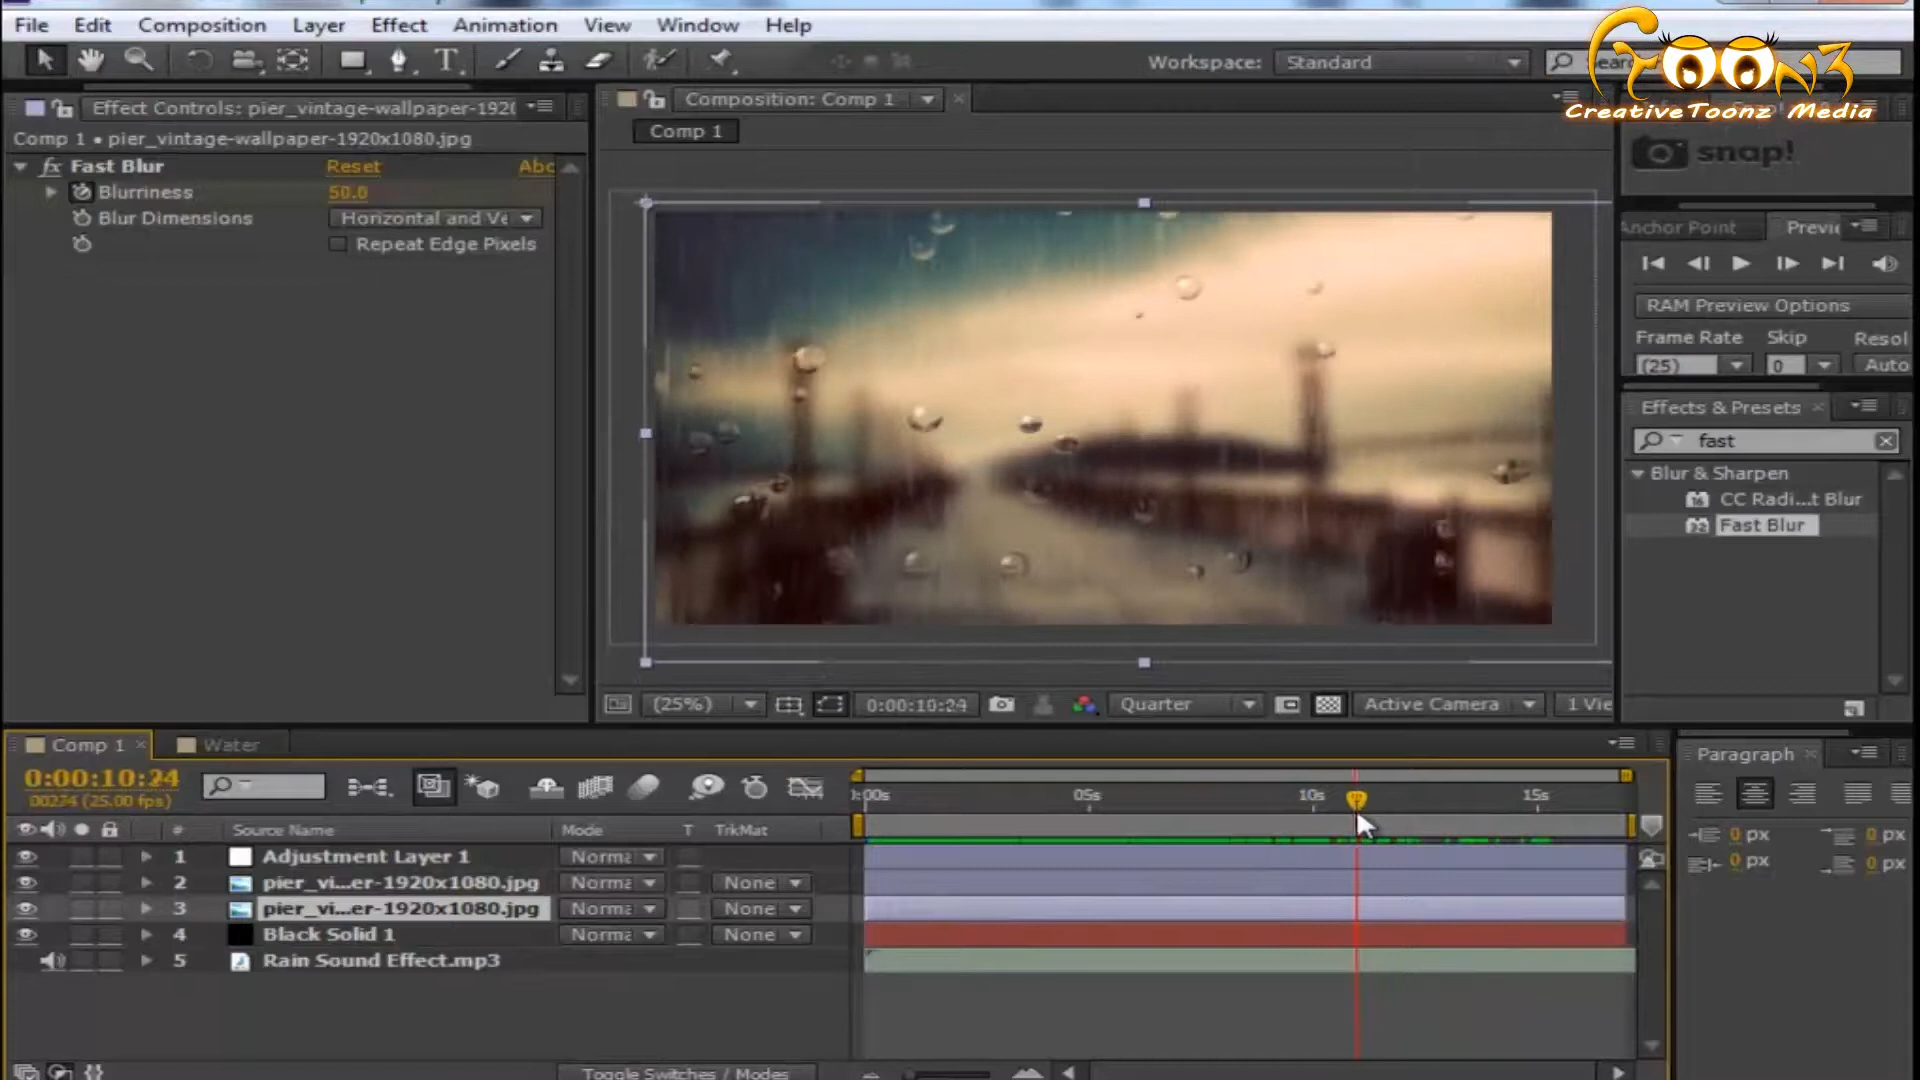 File Edit Composition Layer Effect Animation View Window Help
Workspace: Standard
CreativeToonz Media
Effect Controls: pier_vintage-wallpaper-192(
Composition: Comp 1
Comp 1 • pier_vintage-wallpaper-1920x1080.jpg
Comp 1
snap!
fx Fast Blur Reset Abc
Blurriness 50.0
Blur Dimensions Horizontal and Ve
Repeat Edge Pixels
Anchor Point Previ
RAM Preview Options
Frame Rate Skip Resol
(25) 0 Auto
Effects & Presets
fast
Blur & Sharpen
CC Radi...t Blur
Fast Blur
(25%) 0:00:10:24 Quarter Active Camera 1 Vie
Comp 1 Water
0:00:10:24
00274 (25.00 fps)
):00s 05s 10s 15s
# Source Name Mode T TrkMat
1 Adjustment Layer 1 Norma
2 pier_vi...er-1920x1080.jpg Norma None
3 pier_vi...er-1920x1080.jpg Norma None
4 Black Solid 1 Norma None
5 Rain Sound Effect.mp3
Toggle Switches / Modes
Paragraph
0 px 0 px
0 px 0 px